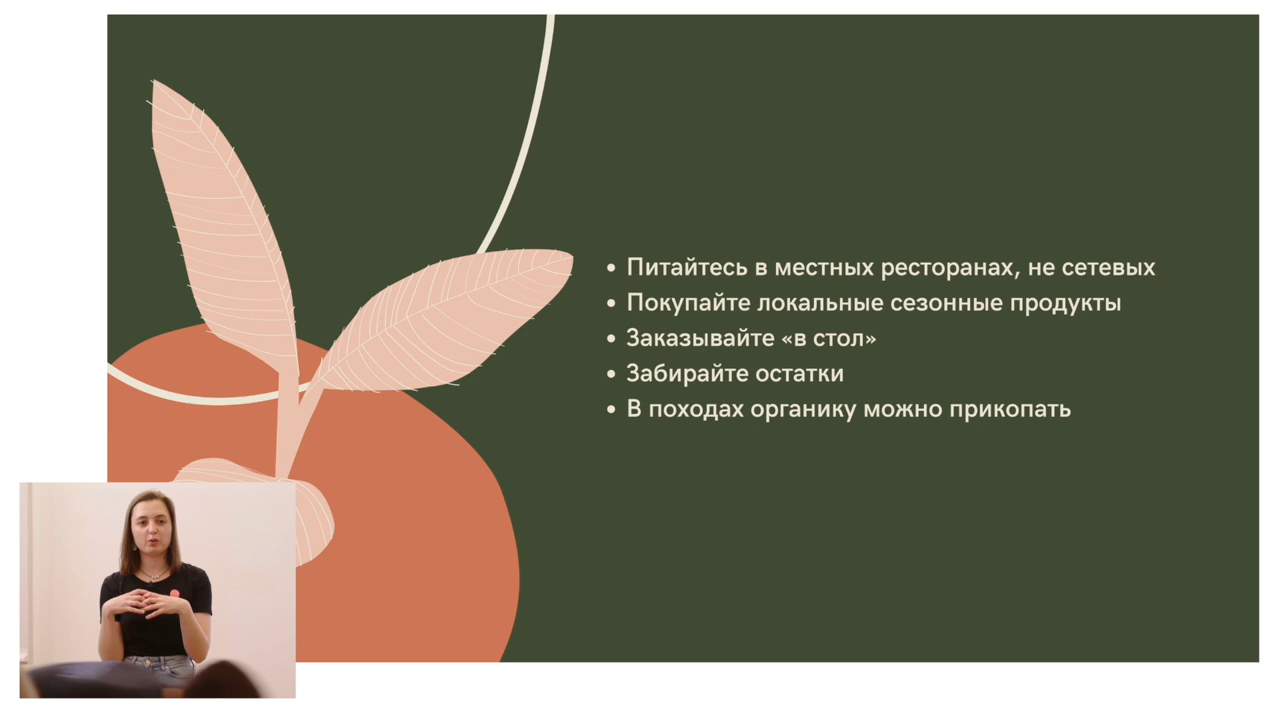 • Питайтесь в местных ресторанах, не сетевых
• Покупайте локальные сезонные продукты
• Заказывайте «в стол»
• Забирайте остатки
• В походах органику можно прикопать